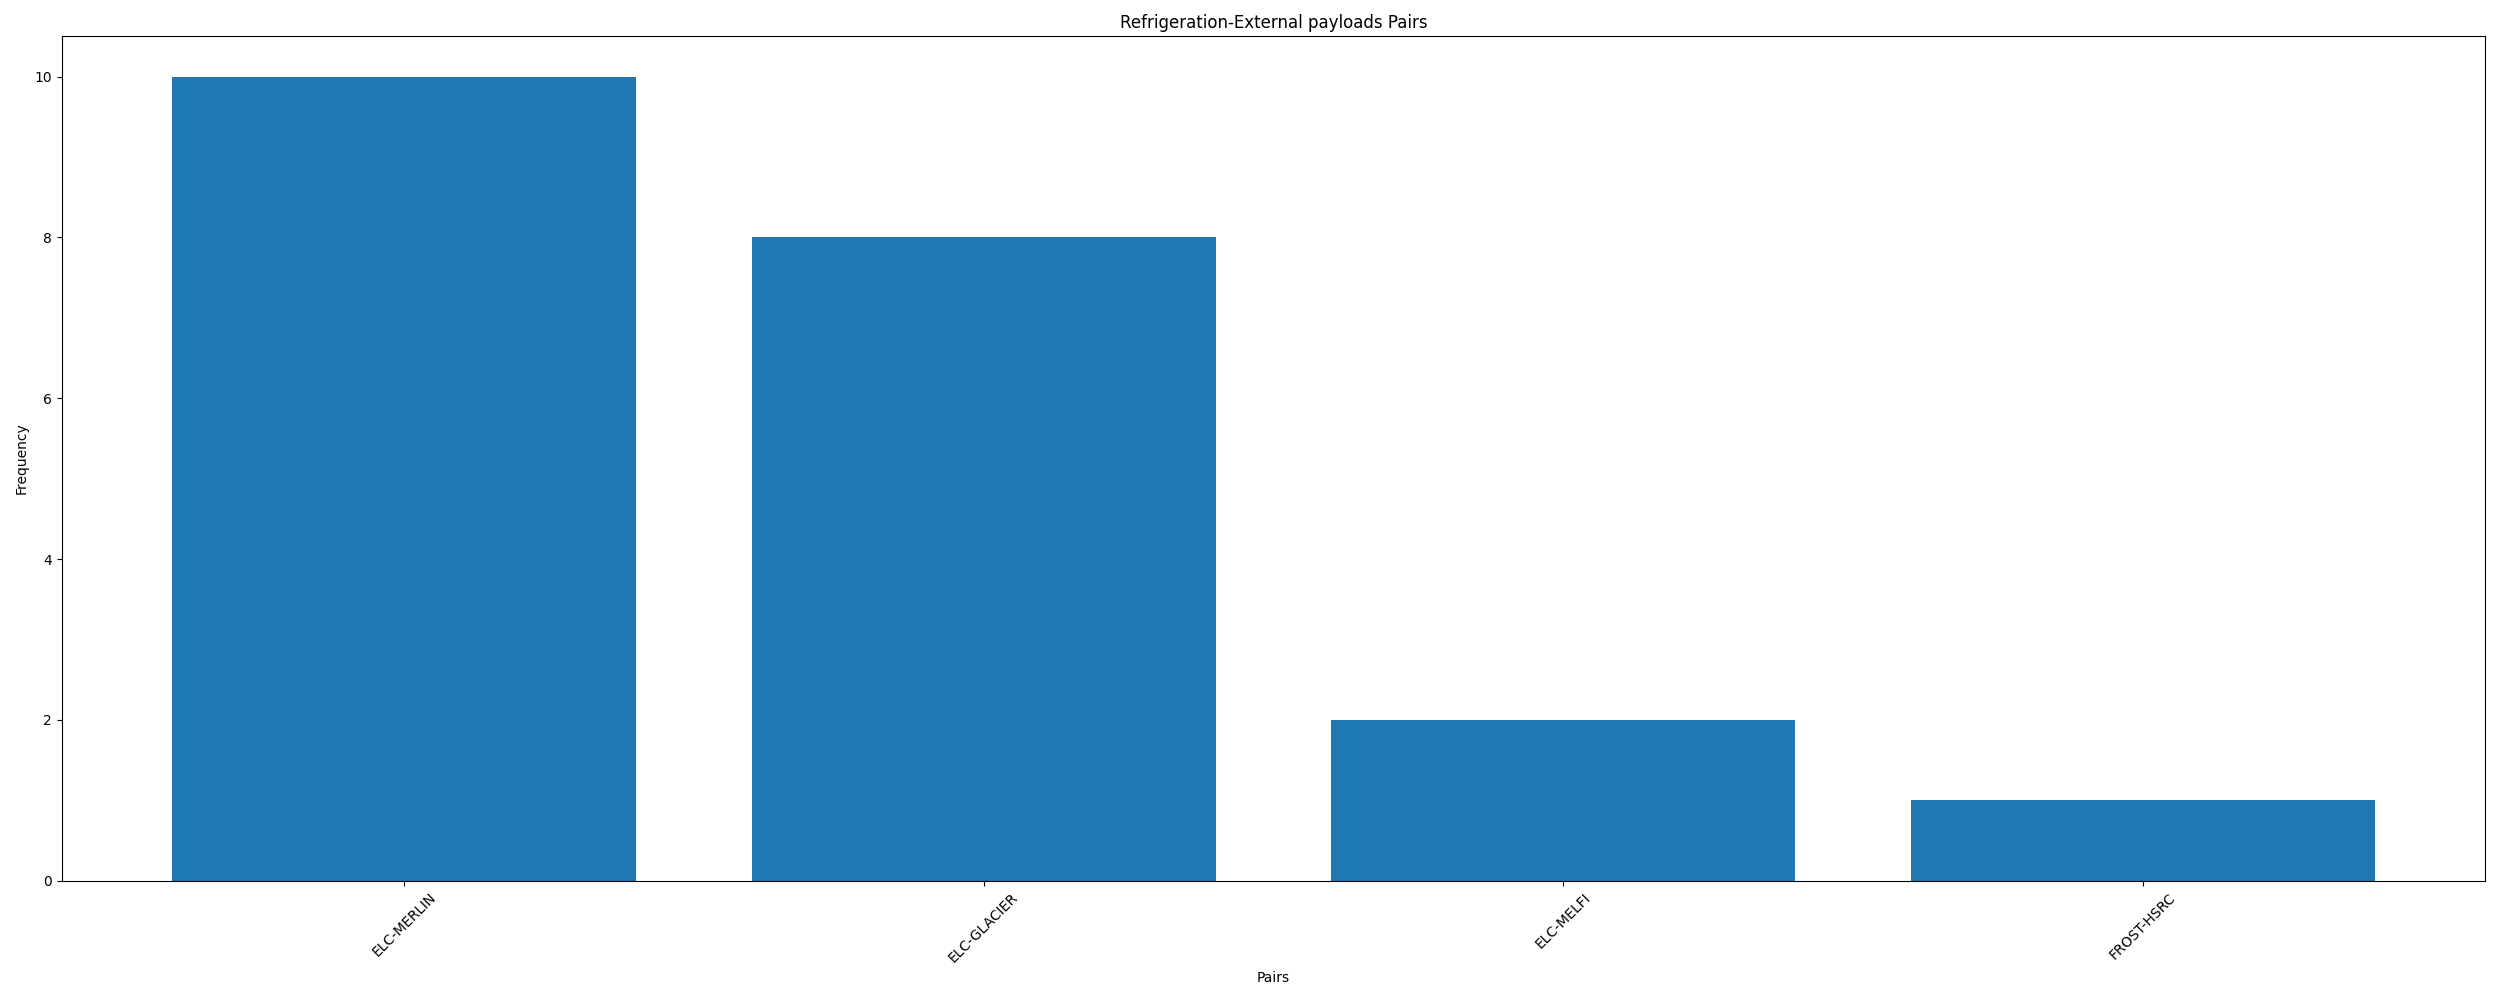 Refrigeration-External payloads Pairs
10
8
6
4
2
0
Frequency
ELC-MERLIN
ELC-GLACIER
ELC-MELFI
FROST-HSRC
Pairs